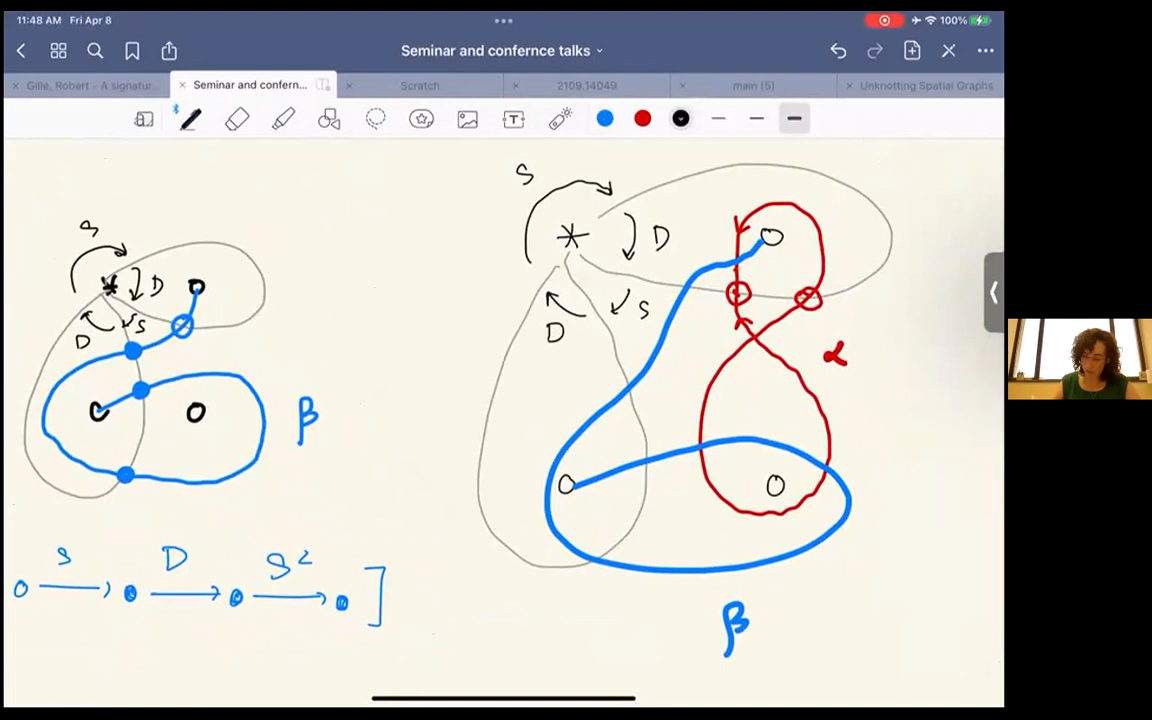 11:48 AM Fri Apr 8
100%
Seminar and confernce talks
Gille, Robert - A signatur...
Seminar and confern...
Scratch
2109.14049
main (5)
Unknotting Spatial Graphs
T
S
D
S
D
β
S
D
S
D
α
β
S D S²
]